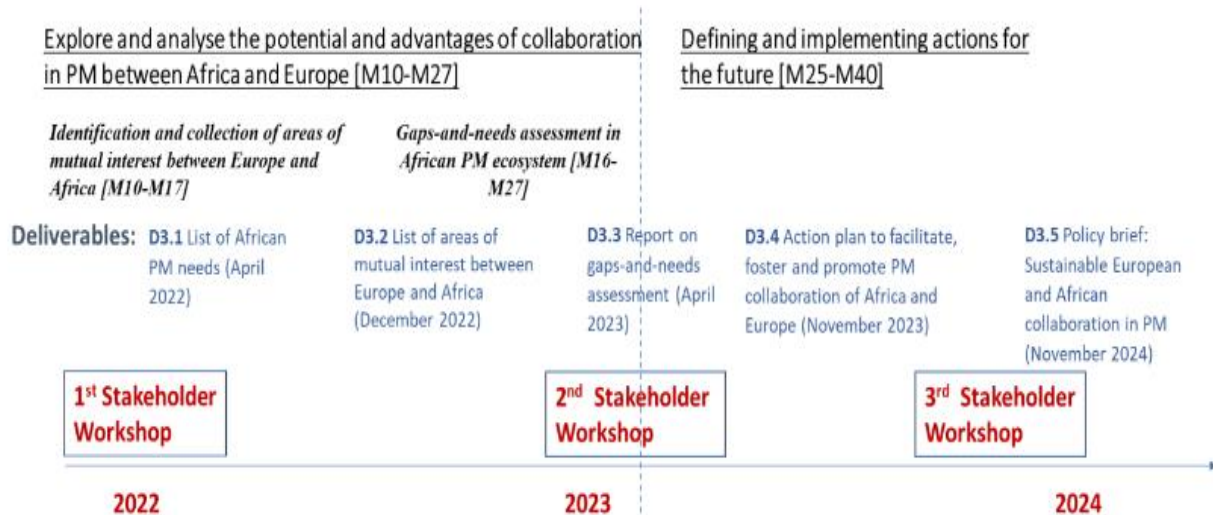 Explore and analyse the potential and advantages of collaboration
in PM between Africa and Europe [M10-M27]
Defining and implementing actions for
the future [M25-M40]
Identification and collection of areas of
mutual interest between Europe and
Africa [M10-M17]
Gaps-and-needs assessment in
African PM ecosystem [M16-
M27]
Deliverables:
D3.1 List of African
PM needs (April
2022)
D3.2 List of areas of
mutual interest between
Europe and Africa
(December 2022)
D3.3 Report on
gaps-and-needs
assessment (April
2023)
D3.4 Action plan to facilitate,
foster and promote PM
collaboration of Africa and
Europe (November 2023)
D3.5 Policy brief:
Sustainable European
and African
collaboration in PM
(November 2024)
1st Stakeholder
Workshop
2nd Stakeholder
Workshop
3rd Stakeholder
Workshop
2022
2023
2024